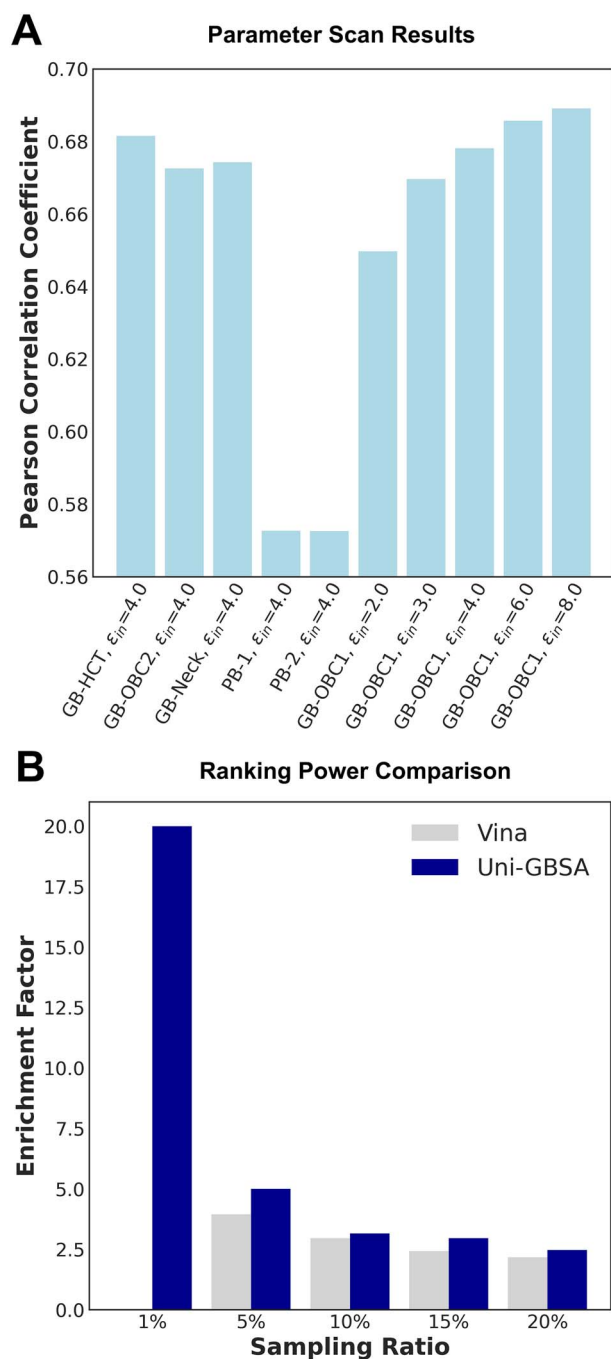 A
Parameter Scan Results
Pearson Correlation Coefficient
0.70
0.68
0.66
0.64
0.62
0.60
0.58
0.56
GB-HCT, εin=4.0
GB-OBC2, εin=4.0
GB-Neck, εin=4.0
PB-1, εin=4.0
PB-2, εin=4.0
GB-OBC1, εin=2.0
GB-OBC1, εin=3.0
GB-OBC1, εin=4.0
GB-OBC1, εin=6.0
GB-OBC1, εin=8.0
B
Ranking Power Comparison
Enrichment Factor
20.0
17.5
15.0
12.5
10.0
7.5
5.0
2.5
0.0
Vina
Uni-GBSA
1% 5% 10% 15% 20%
Sampling Ratio